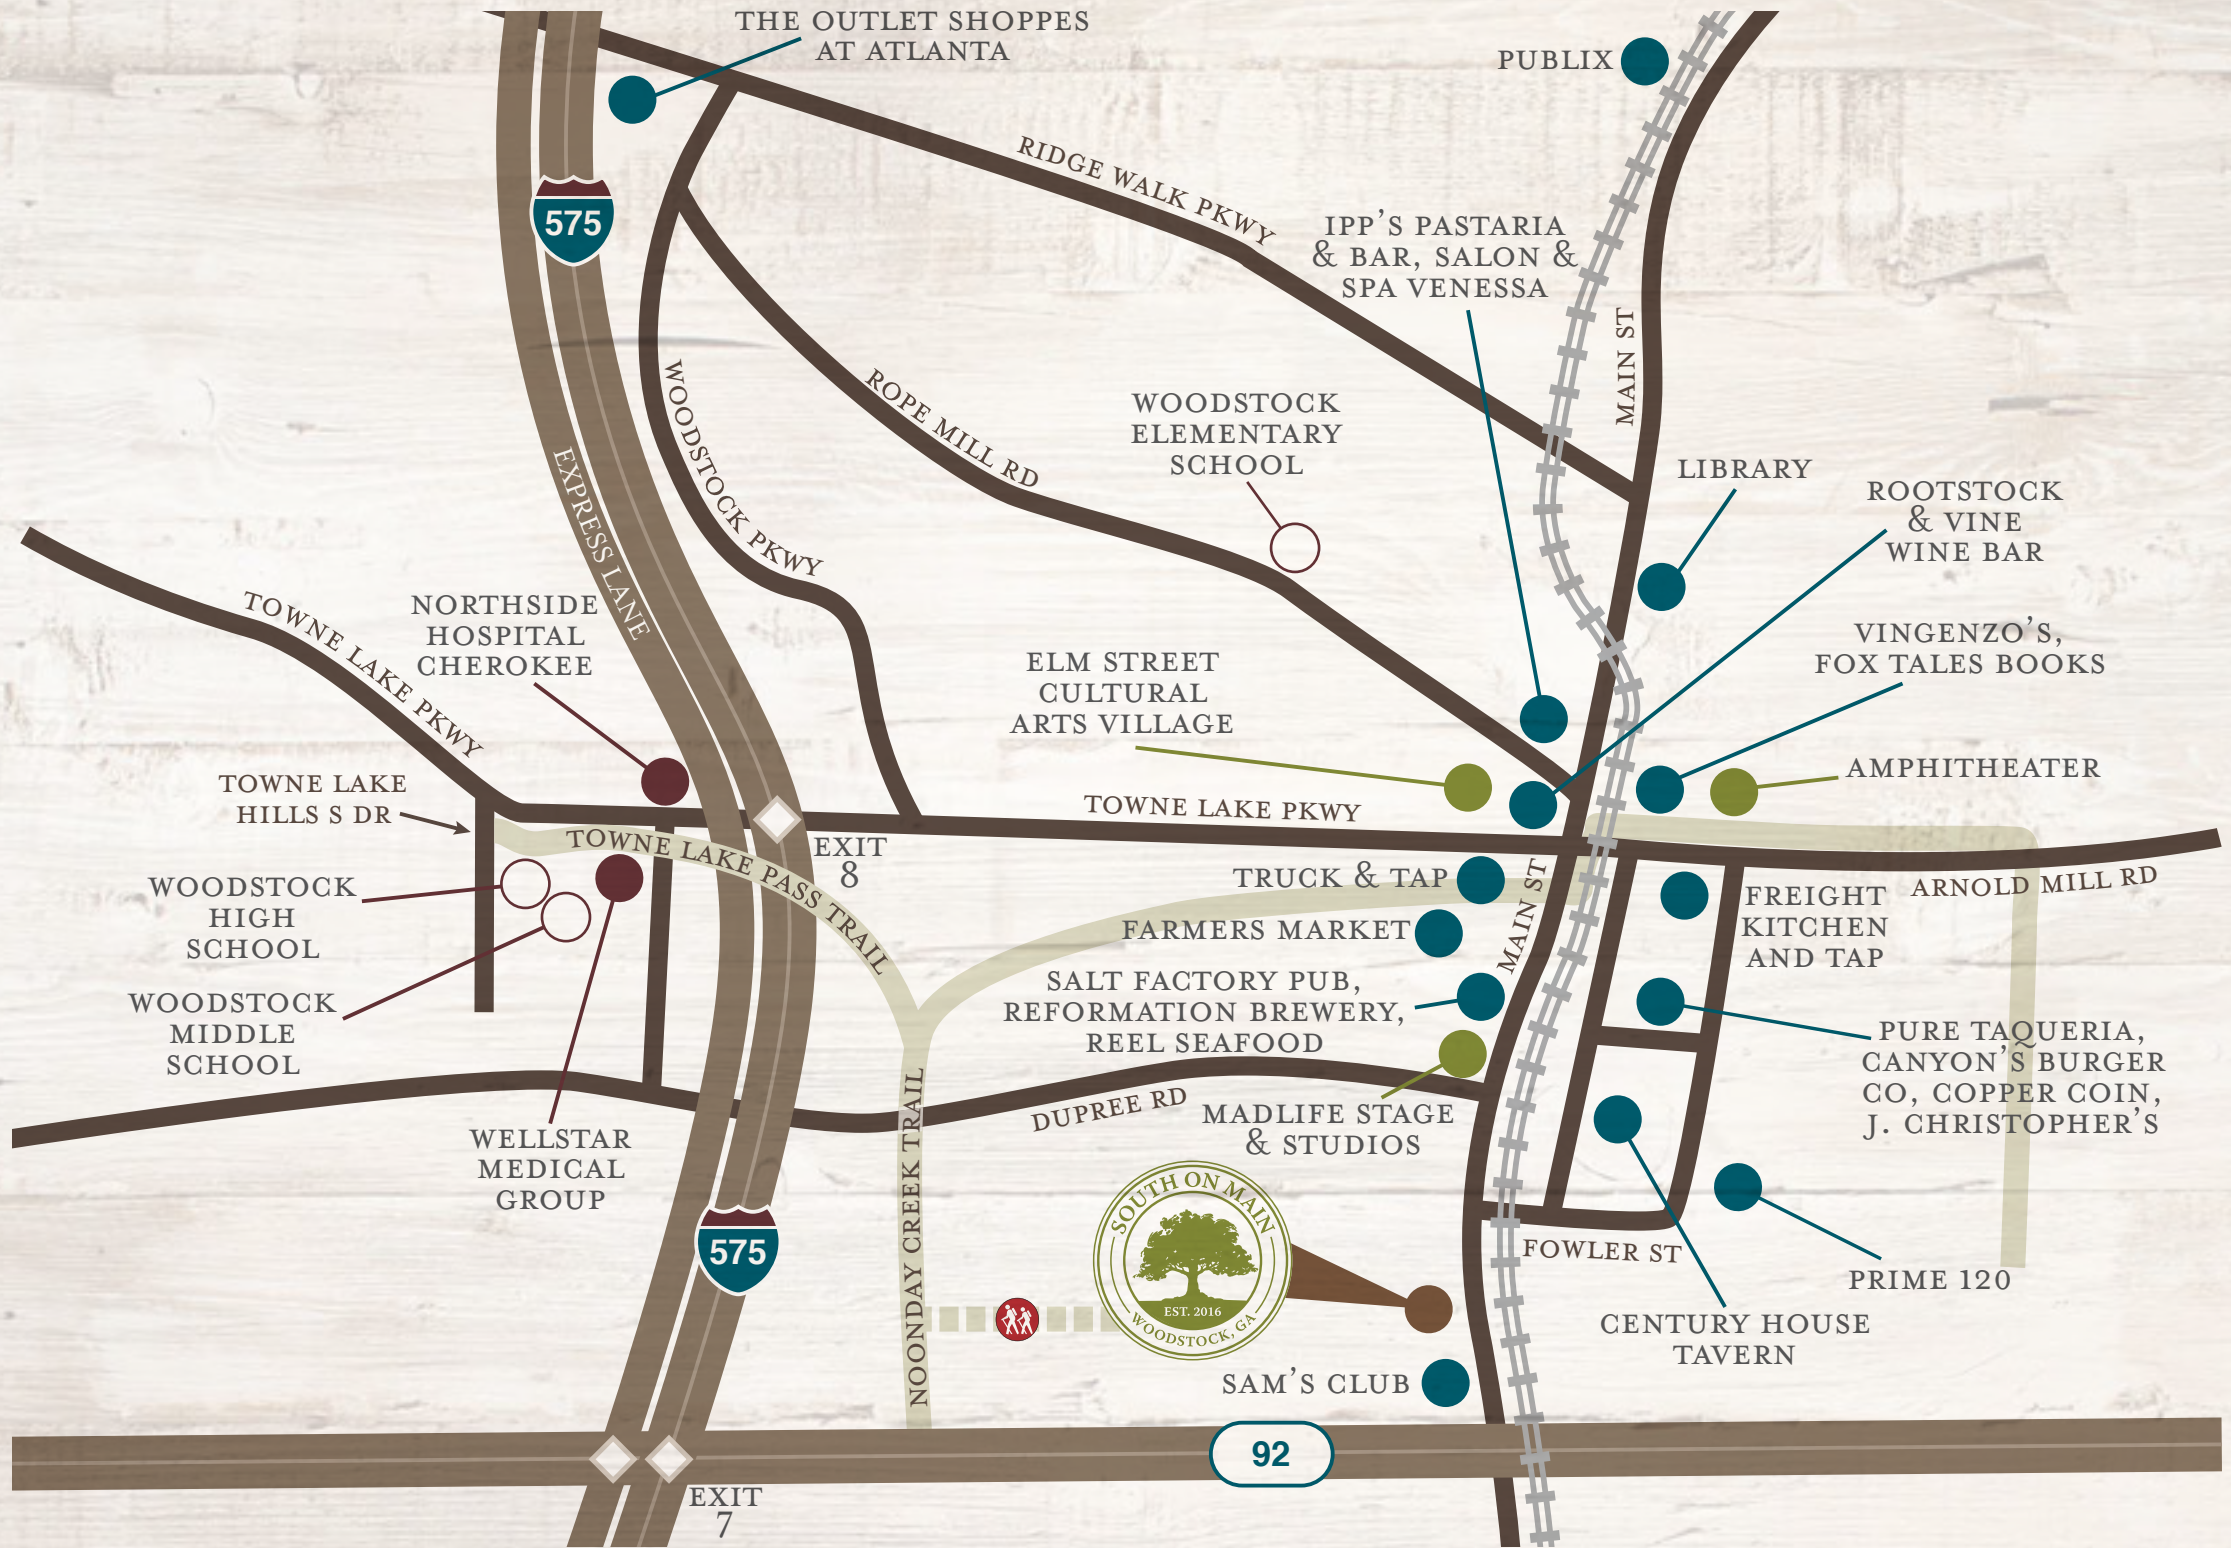 THE OUTLET SHOPPES
AT ATLANTA
PUBLIX
575
RIDGE WALK PKWY
IPP'S PASTARIA
& BAR, SALON &
SPA VENESSA
MAIN ST
WOODSTOCK PKWY
ROPE MILL RD
WOODSTOCK
ELEMENTARY
SCHOOL
LIBRARY
ROOTSTOCK
& VINE
WINE BAR
EXPRESS LANE
TOWNE LAKE PKWY
NORTHSIDE
HOSPITAL
CHEROKEE
VINGENZO'S,
FOX TALES BOOKS
ELM STREET
CULTURAL
ARTS VILLAGE
AMPHITHEATER
TOWNE LAKE
HILLS S DR
TOWNE LAKE PKWY
TOWNE LAKE PASS TRAIL
EXIT
8
TRUCK & TAP
MAIN ST
FREIGHT
KITCHEN
AND TAP
ARNOLD MILL RD
WOODSTOCK
HIGH
SCHOOL
FARMERS MARKET
SALT FACTORY PUB,
REFORMATION BREWERY,
REEL SEAFOOD
WOODSTOCK
MIDDLE
SCHOOL
PURE TAQUERIA,
CANYON'S BURGER
CO, COPPER COIN,
J. CHRISTOPHER'S
DUPREE RD
MADLIFE STAGE
& STUDIOS
WELLSTAR
MEDICAL
GROUP
NOONDAY CREEK TRAIL
SOUTH ON MAIN
EST. 2016
WOODSTOCK, GA
575
FOWLER ST
PRIME 120
CENTURY HOUSE
TAVERN
SAM'S CLUB
92
EXIT
7